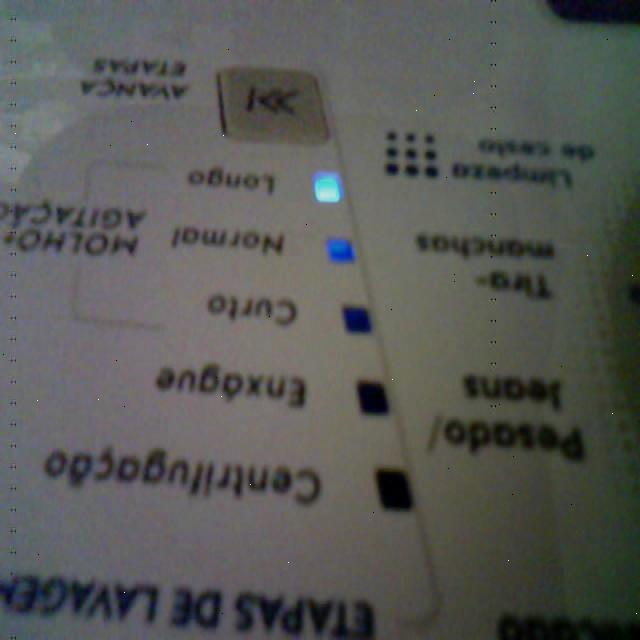 ETAPAS DE LAVAGEM
Centrifugação
Enxágue
Curto
Normal
Longo
MOLHO+
AGITAÇÃO
AVANÇA
ETAPAS
Pesado/
Jeans
Tira-
manchas
Limpeza
de cesto